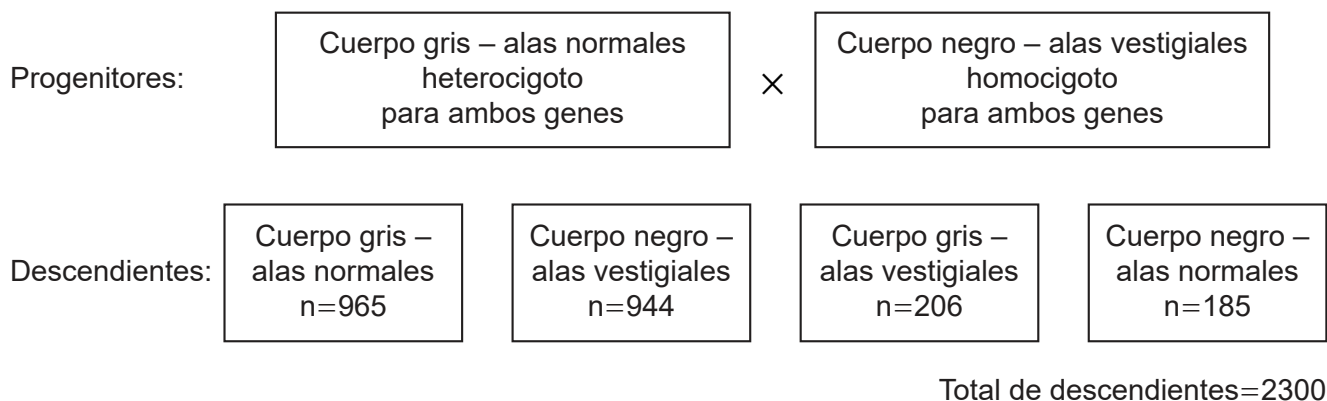 Progenitores:
Cuerpo gris – alas normales
heterocigoto
para ambos genes
×
Cuerpo negro – alas vestigiales
homocigoto
para ambos genes
Descendientes:
Cuerpo gris –
alas normales
n=965
Cuerpo negro –
alas vestigiales
n=944
Cuerpo gris –
alas vestigiales
n=206
Cuerpo negro –
alas normales
n=185
Total de descendientes=2300